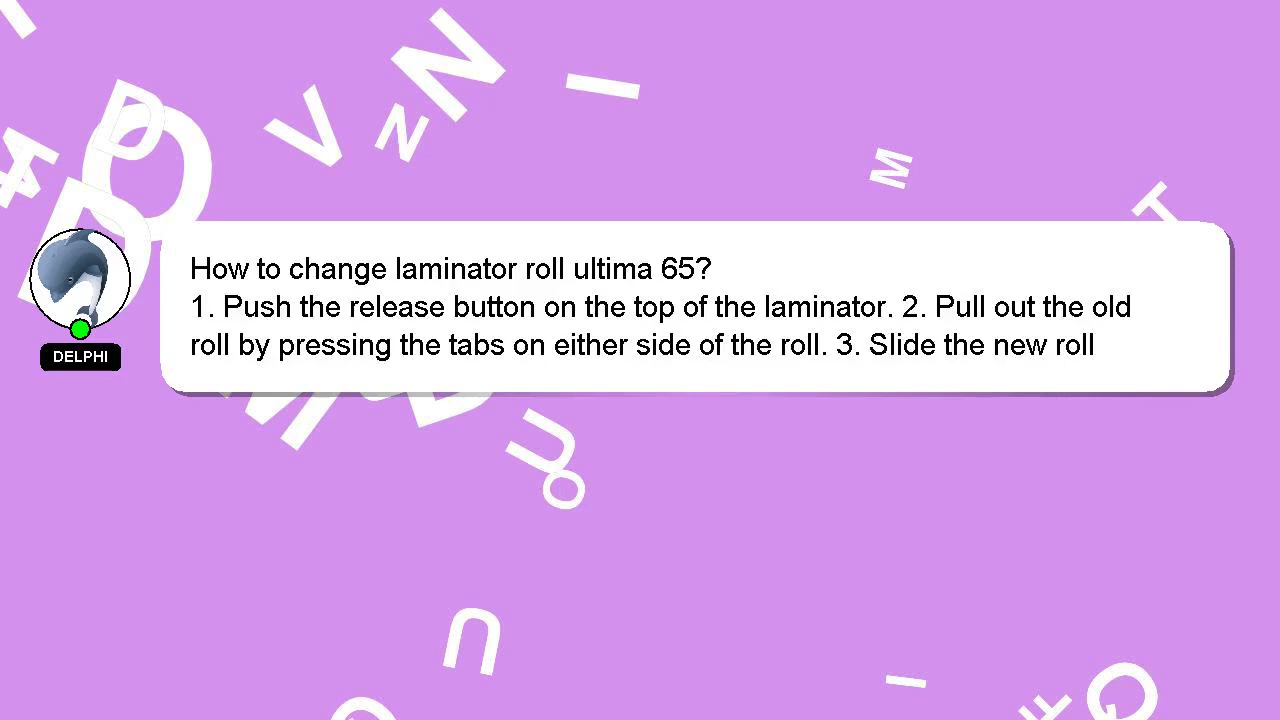 How to change laminator roll ultima 65?
1. Push the release button on the top of the laminator. 2. Pull out the old
roll by pressing the tabs on either side of the roll. 3. Slide the new roll
DELPHI